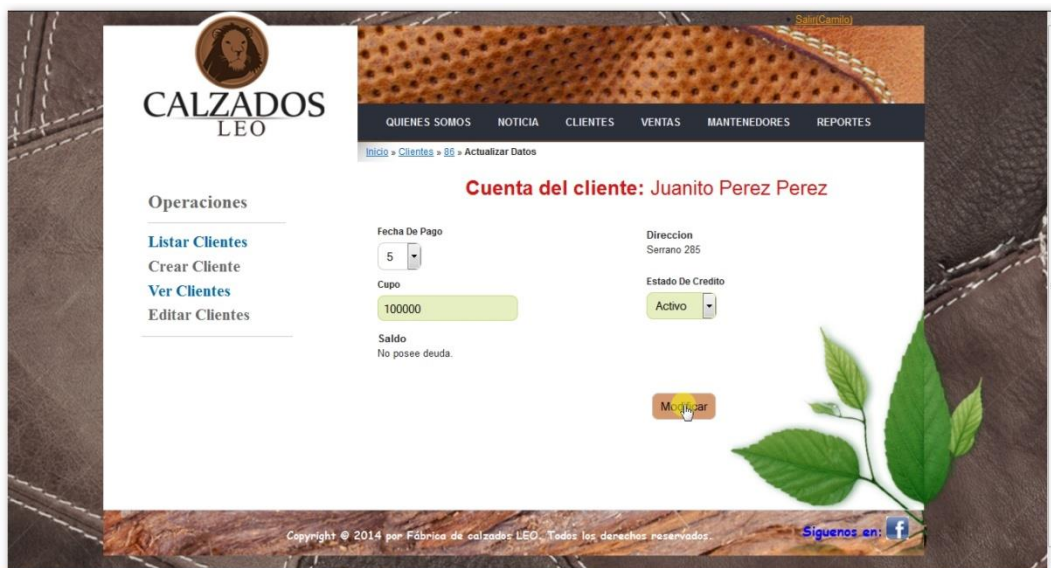 Salir(Camilo)
CALZADOS
LEO
QUIENES SOMOS NOTICIA CLIENTES VENTAS MANTENEDORES REPORTES
Inicio » Clientes » 86 » Actualizar Datos
Cuenta del cliente: Juanito Perez Perez
Operaciones
Listar Clientes
Crear Cliente
Ver Clientes
Editar Clientes
Fecha De Pago
5
Cupo
100000
Saldo
No posee deuda.
Direccion
Serrano 285
Estado De Credito
Activo
Modificar
Copyright © 2014 por Fábrica de calzados LEO. Todos los derechos reservados.
Siguenos en: